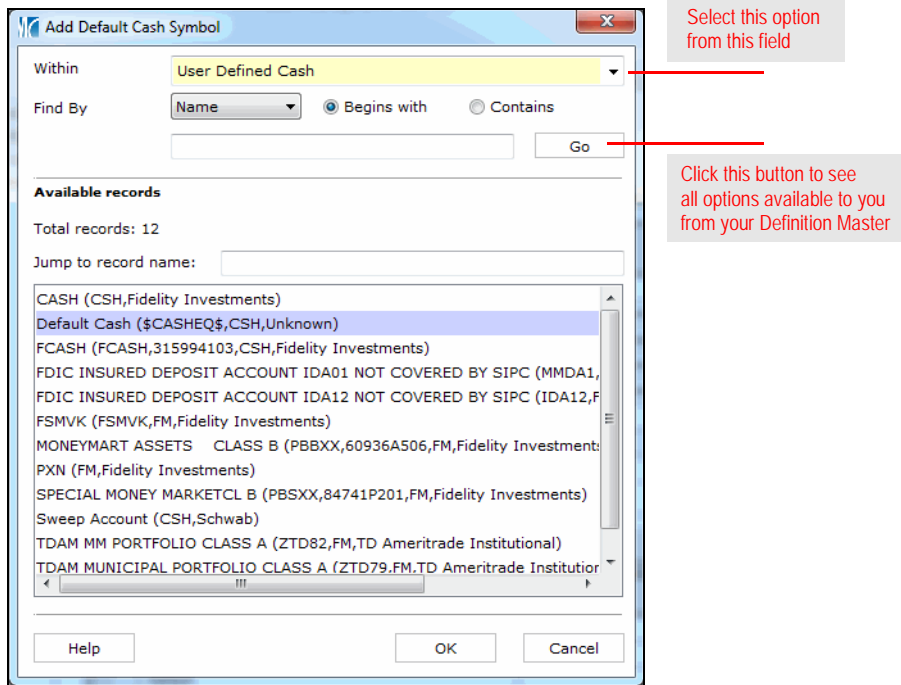 Add Default Cash Symbol
Select this option
from this field
Within User Defined Cash
Find By Name Begins with Contains
Go
Click this button to see
all options available to you
from your Definition Master
Available records
Total records: 12
Jump to record name:
CASH (CSH,Fidelity Investments)
Default Cash ($CASHEQ$,CSH,Unknown)
FCASH (FCASH,315994103,CSH,Fidelity Investments)
FDIC INSURED DEPOSIT ACCOUNT IDA01 NOT COVERED BY SIPC (MMDA1,
FDIC INSURED DEPOSIT ACCOUNT IDA12 NOT COVERED BY SIPC (IDA12,F
FSMVK (FSMVK,FM,Fidelity Investments)
MONEYMART ASSETS CLASS B (PBBXX,60936A506,FM,Fidelity Investments
PXN (FM,Fidelity Investments)
SPECIAL MONEY MARKETCL B (PBSXX,84741P201,FM,Fidelity Investments)
Sweep Account (CSH,Schwab)
TDAM MM PORTFOLIO CLASS A (ZTD82,FM,TD Ameritrade Institutional)
TDAM MUNICIPAL PORTFOLIO CLASS A (ZTD79,FM,TD Ameritrade Institution
Help OK Cancel